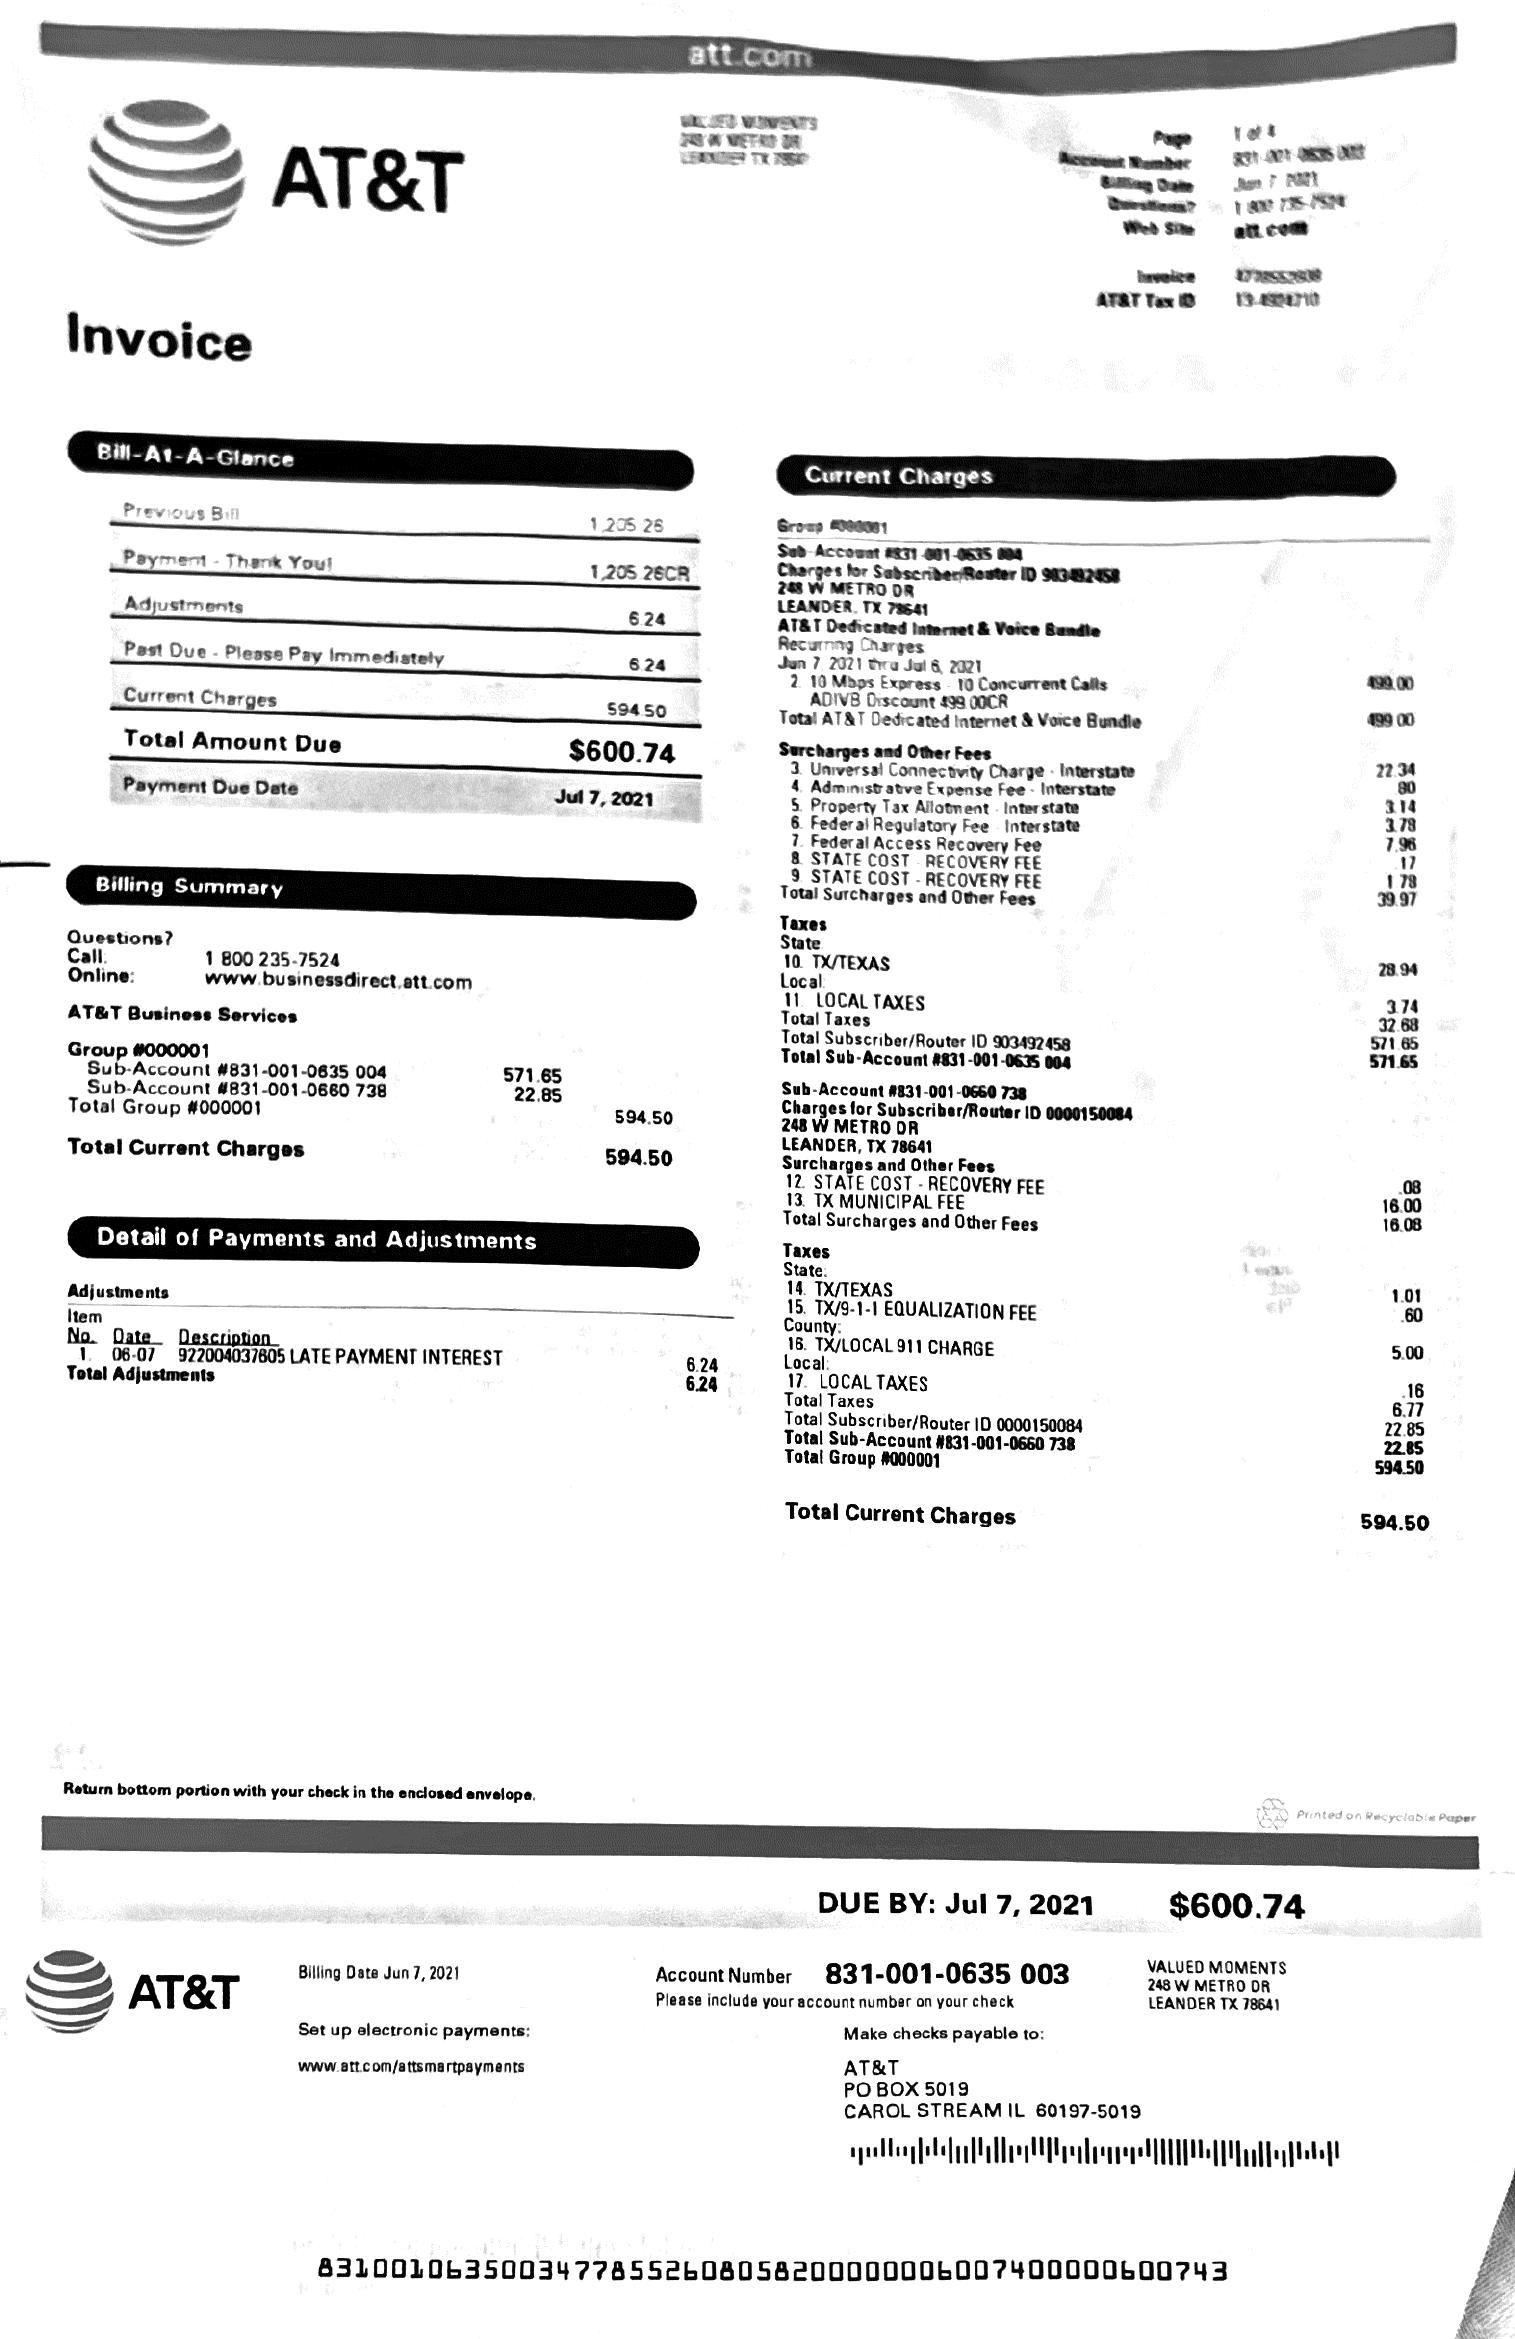 att.com
AT&T
VALUED MOMENTS
248 W METRO DR
LEANDER TX 78641
Page 1 of 4
Account Number 831-001-0635 003
Billing Date Jun 7 2021
Questions? 1 800 235-7524
Web Site att.com
Invoice
AT&T Tax ID 13-4924710
Invoice
Bill-At-A-Glance
Previous Bill 1,205.26
Payment - Thank You! 1,205.26CR
Adjustments 6.24
Past Due - Please Pay Immediately 6.24
Current Charges 594.50
Total Amount Due $600.74
Payment Due Date Jul 7, 2021
Billing Summary
Questions?
Call: 1 800 235-7524
Online: www.businessdirect.att.com
AT&T Business Services
Group #000001
Sub-Account #831-001-0635 004 571.65
Sub-Account #831-001-0660 738 22.85
Total Group #000001 594.50
Total Current Charges 594.50
Detail of Payments and Adjustments
Adjustments
Item
No. Date Description
1. 06-07 922004037605 LATE PAYMENT INTEREST 6.24
Total Adjustments 6.24
Current Charges
Group #000001
Sub-Account #831-001-0635 004
Charges for Subscriber/Router ID 903492458
248 W METRO DR
LEANDER, TX 78641
AT&T Dedicated Internet & Voice Bundle
Recurring Charges
Jun 7, 2021 thru Jul 6, 2021
2. 10 Mbps Express - 10 Concurrent Calls 499.00
ADIVB Discount 499.00CR
Total AT&T Dedicated Internet & Voice Bundle 499.00
Surcharges and Other Fees
3. Universal Connectivity Charge - Interstate 22.34
4. Administrative Expense Fee - Interstate .80
5. Property Tax Allotment - Interstate 3.14
6. Federal Regulatory Fee - Interstate 3.78
7. Federal Access Recovery Fee 7.96
8. STATE COST - RECOVERY FEE .17
9. STATE COST - RECOVERY FEE 1.78
Total Surcharges and Other Fees 39.97
Taxes
State
10. TX/TEXAS 28.94
Local:
11. LOCAL TAXES 3.74
Total Taxes 32.68
Total Subscriber/Router ID 903492458 571.65
Total Sub-Account #831-001-0635 004 571.65
Sub-Account #831-001-0660 738
Charges for Subscriber/Router ID 0000150084
248 W METRO DR
LEANDER, TX 78641
Surcharges and Other Fees
12. STATE COST - RECOVERY FEE .08
13. TX MUNICIPAL FEE 16.00
Total Surcharges and Other Fees 16.08
Taxes
State:
14. TX/TEXAS 1.01
15. TX/9-1-1 EQUALIZATION FEE .60
County:
16. TX/LOCAL 911 CHARGE 5.00
Local:
17. LOCAL TAXES .16
Total Taxes 6.77
Total Subscriber/Router ID 0000150084 22.85
Total Sub-Account #831-001-0660 738 22.85
Total Group #000001 594.50
Total Current Charges 594.50
Return bottom portion with your check in the enclosed envelope.
Printed on Recyclable Paper
DUE BY: Jul 7, 2021 $600.74
AT&T
Billing Date Jun 7, 2021
Set up electronic payments:
www.att.com/attsmartpayments
Account Number 831-001-0635 003
Please include your account number on your check
VALUED MOMENTS
248 W METRO DR
LEANDER TX 78641
Make checks payable to:
AT&T
PO BOX 5019
CAROL STREAM IL 60197-5019
8310010635003477855260805820000000060074000000600743